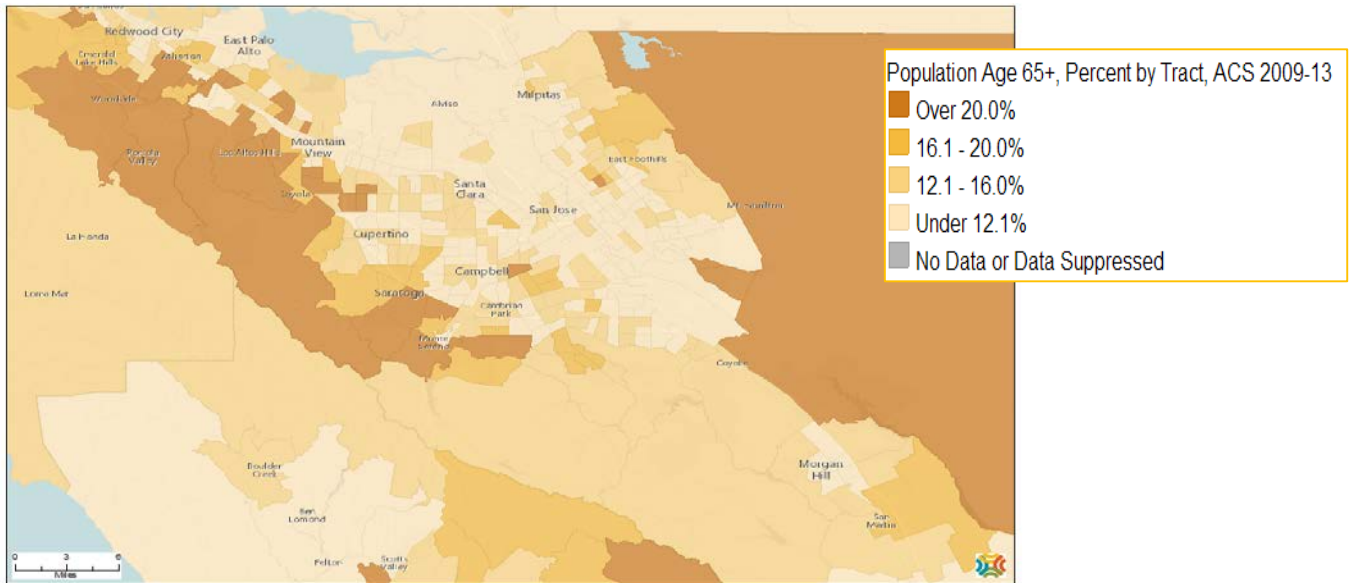 Redwood City
East Palo
Alto
Emerald
Lake Hills
Atherton
Woodside
Alviso
Milpitas
Portola
Valley
Los Altos Hills
Mountain
View
East Foothills
Loyola
Santa
Clara
San Jose
Mt Hamilton
La Honda
Cupertino
Loma Mar
Campbell
Saratoga
Cambrian
Park
Monte
Sereno
Coyote
Morgan
Hill
Boulder
Creek
Ben
Lomond
San
Martin
Felton
Scotts
Valley
0 3 6
Miles
Population Age 65+, Percent by Tract, ACS 2009-13
Over 20.0%
16.1 - 20.0%
12.1 - 16.0%
Under 12.1%
No Data or Data Suppressed